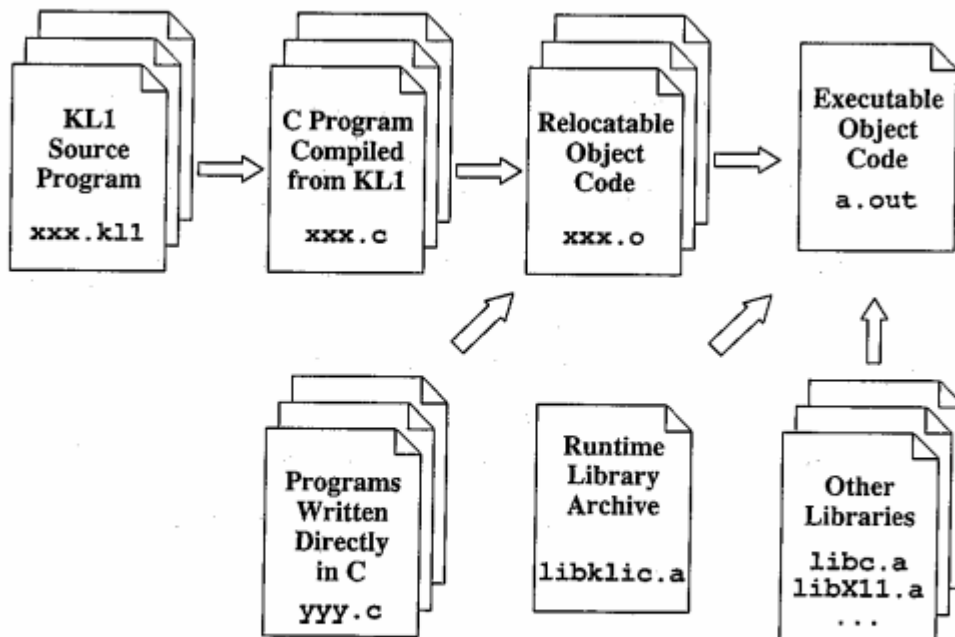 KL1
Source
Program
xxx.kl1
C Program
Compiled
from KL1
xxx.c
Relocatable
Object
Code
xxx.o
Executable
Object
Code
a.out
Programs
Written
Directly
in C
yyy.c
Runtime
Library
Archive
libklic.a
Other
Libraries
libc.a
libX11.a
...